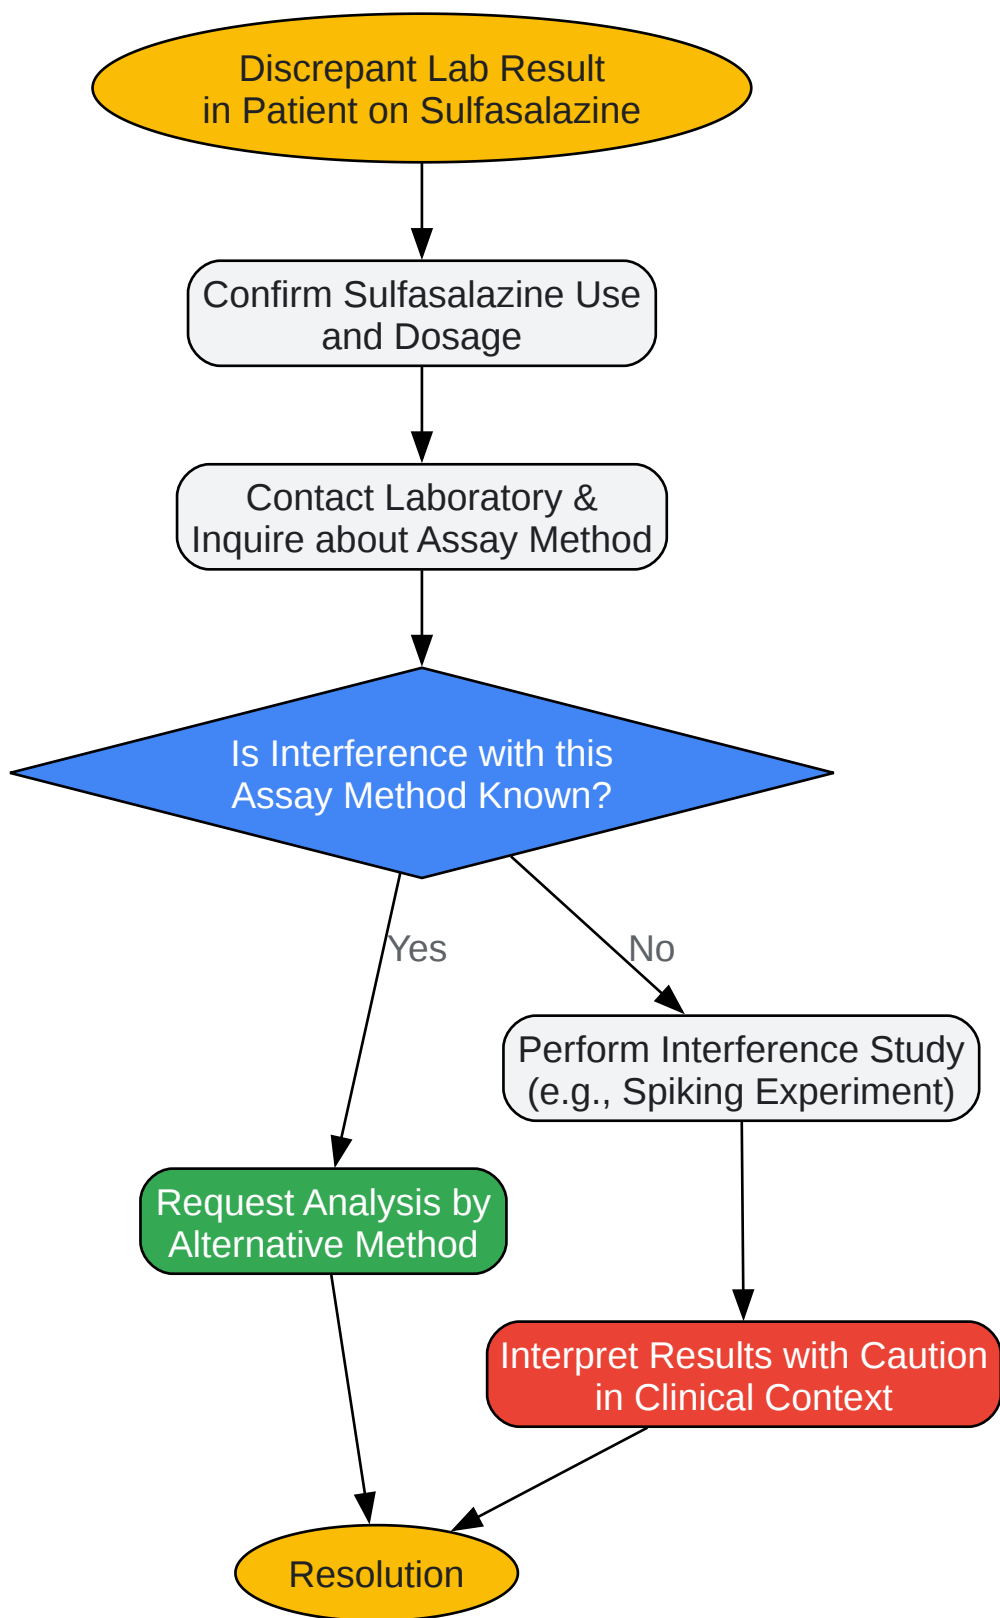 Discrepant Lab Result
in Patient on Sulfasalazine
Confirm Sulfasalazine Use
and Dosage
Contact Laboratory &
Inquire about Assay Method
Is Interference with this
Assay Method Known?
Yes
No
Perform Interference Study
(e.g., Spiking Experiment)
Request Analysis by
Alternative Method
Interpret Results with Caution
in Clinical Context
Resolution